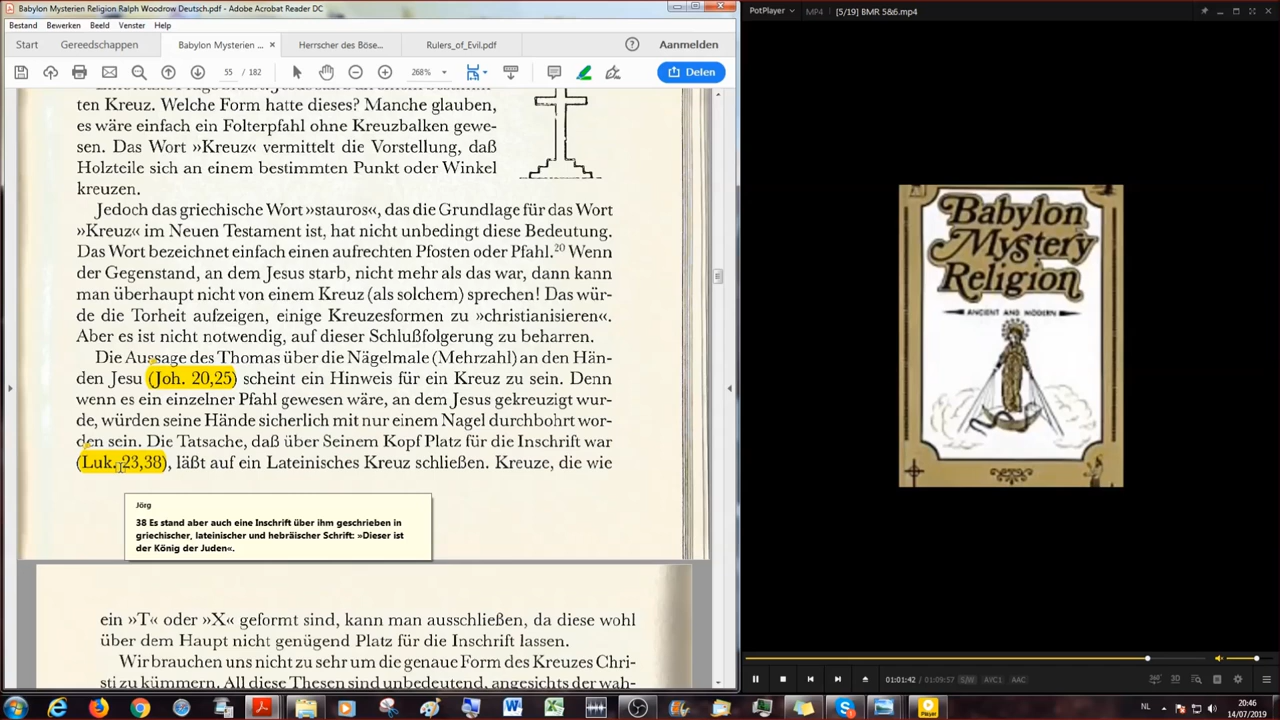 Babylon Mysterien Religion Ralph Woodrow Deutsch.pdf - Adobe Acrobat Reader DC
Bestand Bewerken Beeld Venster Help
Start Gereedschappen Babylon Mysterien ... × Herrscher des Böse... Rulers_of_Evil.pdf Aanmelden
55 / 182 268% Delen
ten Kreuz. Welche Form hatte dieses? Manche glauben,
es wäre einfach ein Folterpfahl ohne Kreuzbalken gewe-
sen. Das Wort »Kreuz« vermittelt die Vorstellung, daß
Holzteile sich an einem bestimmten Punkt oder Winkel
kreuzen.
Jedoch das griechische Wort »stauros«, das die Grundlage für das Wort
»Kreuz« im Neuen Testament ist, hat nicht unbedingt diese Bedeutung.
Das Wort bezeichnet einfach einen aufrechten Pfosten oder Pfahl.20 Wenn
der Gegenstand, an dem Jesus starb, nicht mehr als das war, dann kann
man überhaupt nicht von einem Kreuz (als solchem) sprechen! Das wür-
de die Torheit aufzeigen, einige Kreuzesformen zu »christianisieren«.
Aber es ist nicht notwendig, auf dieser Schlußfolgerung zu beharren.
Die Aussage des Thomas über die Nägelmale (Mehrzahl) an den Hän-
den Jesu (Joh. 20,25) scheint ein Hinweis für ein Kreuz zu sein. Denn
wenn es ein einzelner Pfahl gewesen wäre, an dem Jesus gekreuzigt wur-
de, würden seine Hände sicherlich mit nur einem Nagel durchbohrt wor-
den sein. Die Tatsache, daß über Seinem Kopf Platz für die Inschrift war
(Luk. 23,38), läßt auf ein Lateinisches Kreuz schließen. Kreuze, die wie
Jörg
38 Es stand aber auch eine Inschrift über ihm geschrieben in
griechischer, lateinischer und hebräischer Schrift: »Dieser ist
der König der Juden«.
ein »T« oder »X« geformt sind, kann man ausschließen, da diese wohl
über dem Haupt nicht genügend Platz für die Inschrift lassen.
Wir brauchen uns nicht zu sehr um die genaue Form des Kreuzes Chri-
sti zu kümmern. All diese Thesen sind unbedeutend, angesichts der wah-
PotPlayer MP4 [5/19] BMR 5&6.mp4
Babylon
Mystery
Religion
ANCIENT AND MODERN
01:01:42 / 01:09:57 S/W AVC1 AAC
NL 20:46
14/07/2019